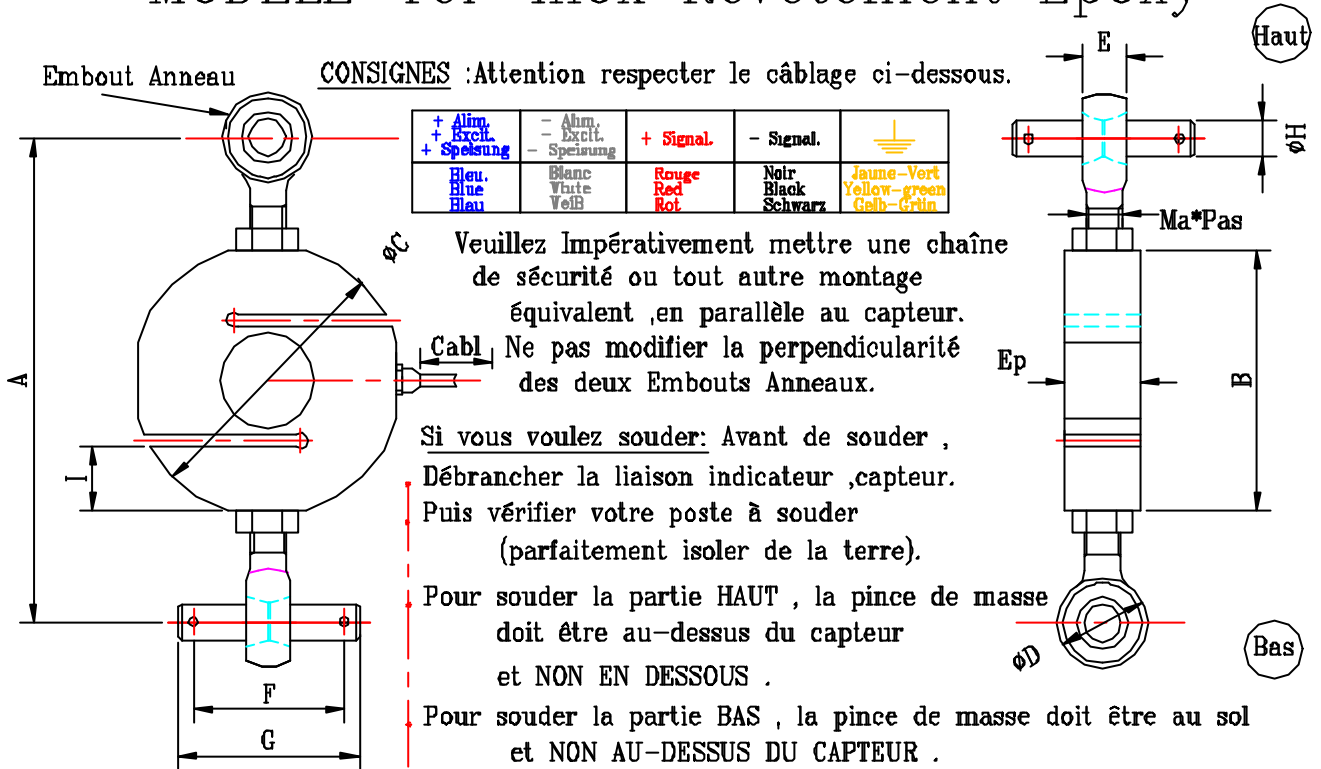 Haut
Embout Anneau
CONSIGNES :Attention respecter le câblage ci-dessous.
E
øH
+ Alim.
+ Excit.
+ Speisung
- Alim.
- Excit.
- Speisung
+ Signal.
- Signal.
Bleu.
Blue
Blau
Blanc
White
Weiß
Rouge
Red
Rot
Noir
Black
Schwarz
Jaune-Vert
Yellow-green
Gelb-Grün
Ma*Pas
øC
Veuillez Impérativement mettre une chaîne
de sécurité ou tout autre montage
équivalent ,en parallèle au capteur.
Cabl
Ne pas modifier la perpendicularité
des deux Embouts Anneaux.
Ep
A
B
I
Si vous voulez souder: Avant de souder ,
Débrancher la liaison indicateur ,capteur.
Puis vérifier votre poste à souder
(parfaitement isoler de la terre).
Pour souder la partie HAUT , la pince de masse
doit être au-dessus du capteur
et NON EN DESSOUS .
øD
Bas
F
G
Pour souder la partie BAS , la pince de masse doit être au sol
et NON AU-DESSUS DU CAPTEUR .